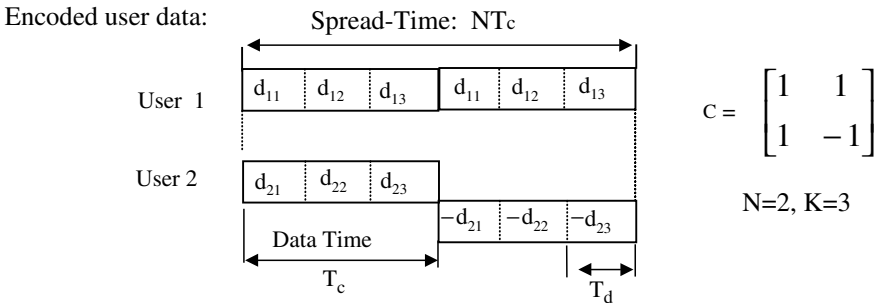 Encoded user data:
Spread-Time: NTc
User 1
d11 d12 d13 d11 d12 d13
C = [1 1
1 −1]
User 2
d21 d22 d23
−d21 −d22 −d23
N=2, K=3
Data Time
Tc
Td